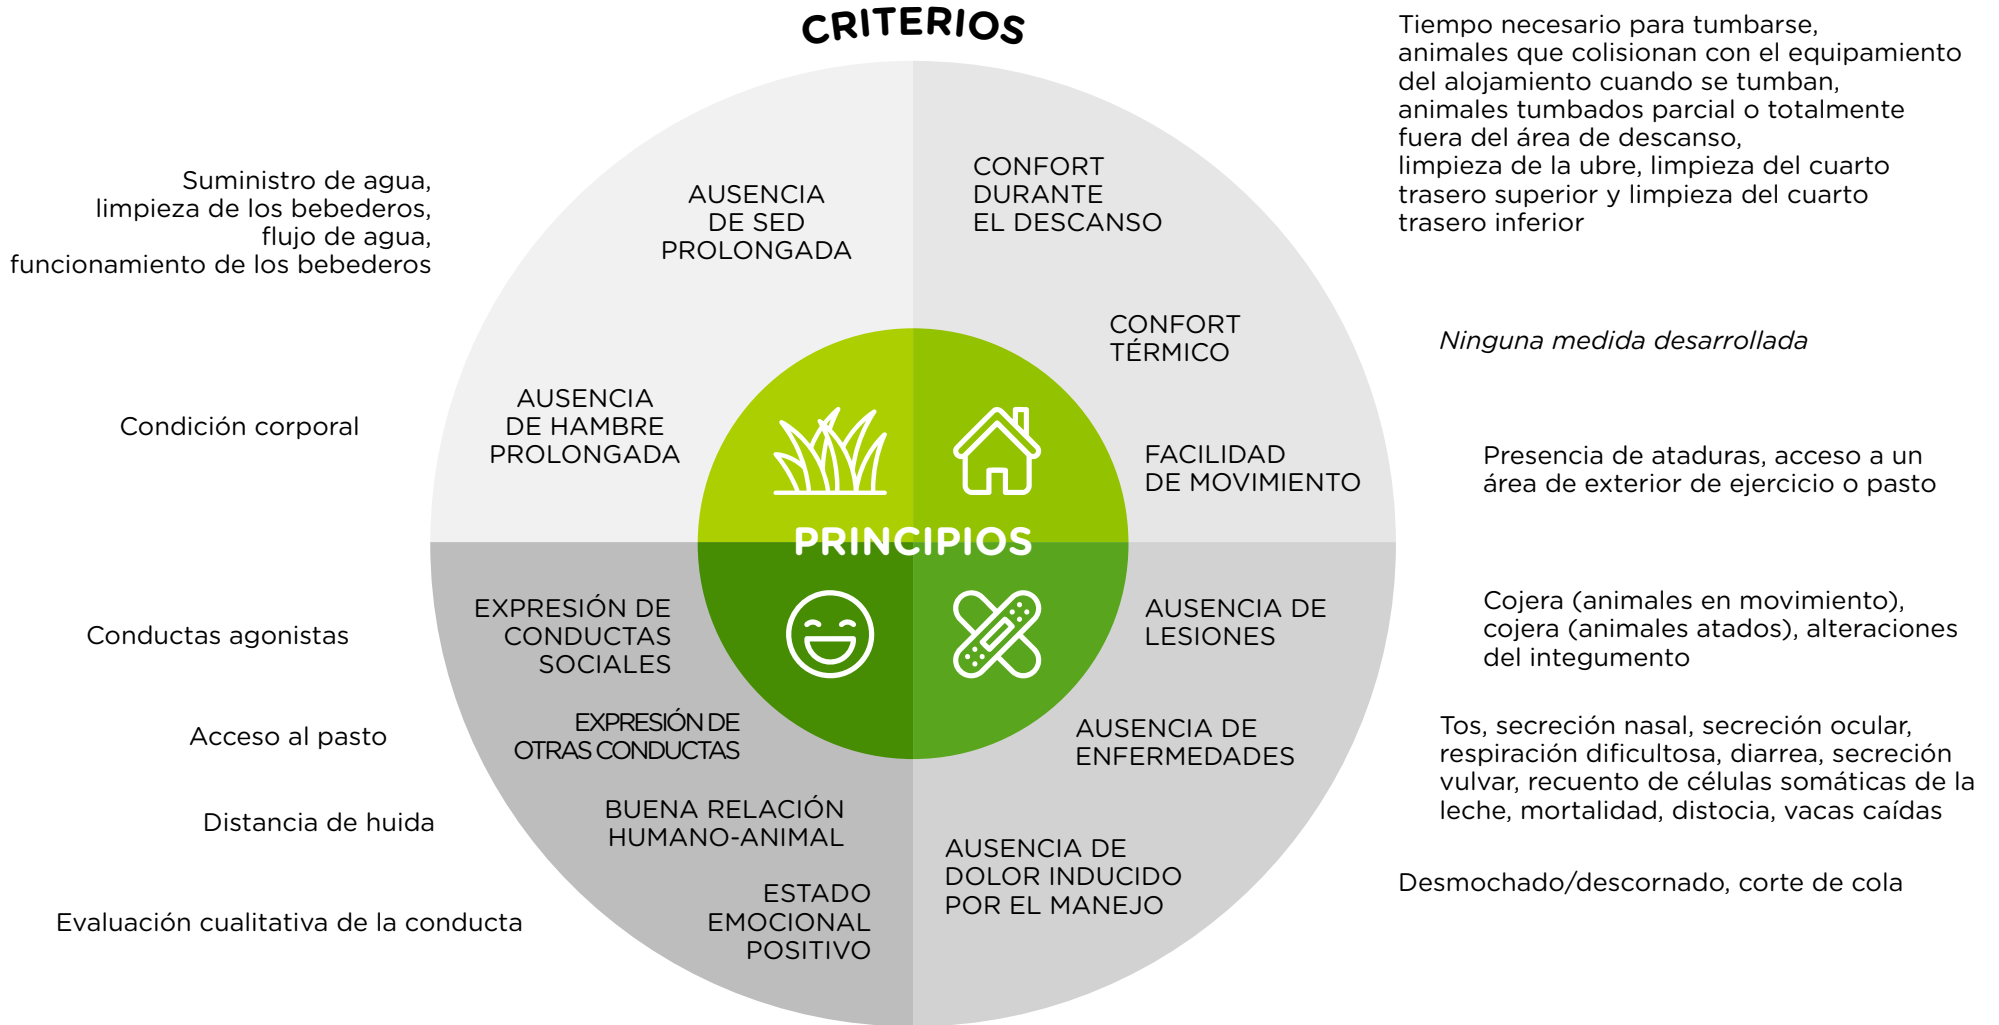 CRITERIOS
Suministro de agua,
limpieza de los bebederos,
flujo de agua,
funcionamiento de los bebederos
AUSENCIA
DE SED
PROLONGADA
Condición corporal
AUSENCIA
DE HAMBRE
PROLONGADA
CONFORT
DURANTE
EL DESCANSO
Tiempo necesario para tumbarse,
animales que colisionan con el equipamiento
del alojamiento cuando se tumban,
animales tumbados parcial o totalmente
fuera del área de descanso,
limpieza de la ubre, limpieza del cuarto
trasero superior y limpieza del cuarto
trasero inferior
CONFORT
TÉRMICO
Ninguna medida desarrollada
FACILIDAD
DE MOVIMIENTO
Presencia de ataduras, acceso a un
área de exterior de ejercicio o pasto
PRINCIPIOS
Conductas agonistas
EXPRESIÓN DE
CONDUCTAS
SOCIALES
Acceso al pasto
EXPRESIÓN DE
OTRAS CONDUCTAS
Distancia de huida
BUENA RELACIÓN
HUMANO-ANIMAL
Evaluación cualitativa de la conducta
ESTADO
EMOCIONAL
POSITIVO
AUSENCIA DE
LESIONES
Cojera (animales en movimiento),
cojera (animales atados), alteraciones
del integumento
AUSENCIA DE
ENFERMEDADES
Tos, secreción nasal, secreción ocular,
respiración dificultosa, diarrea, secreción
vulvar, recuento de células somáticas de la
leche, mortalidad, distocia, vacas caídas
AUSENCIA DE
DOLOR INDUCIDO
POR EL MANEJO
Desmochado/descornado, corte de cola